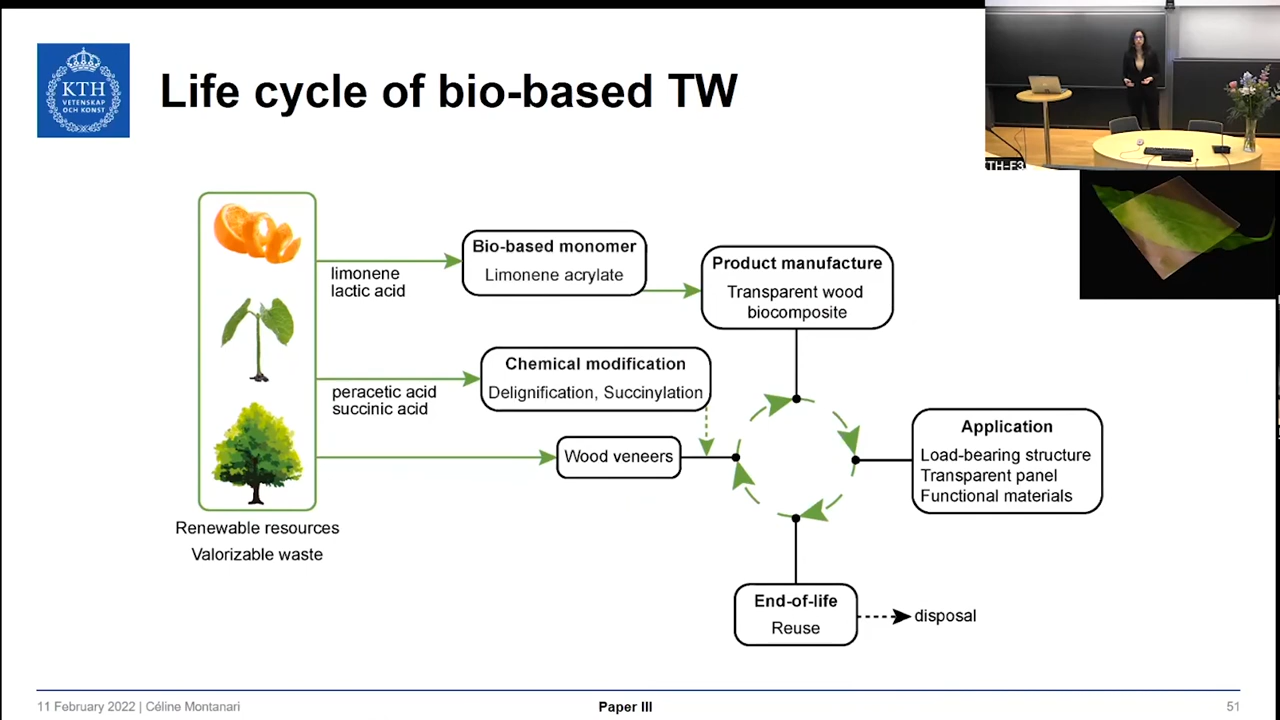 KTH
VETENSKAP
OCH KONST
Life cycle of bio-based TW
KTH-F3
limonene
lactic acid
Bio-based monomer
Limonene acrylate
Product manufacture
Transparent wood
biocomposite
peracetic acid
succinic acid
Chemical modification
Delignification, Succinylation
Wood veneers
Application
Load-bearing structure
Transparent panel
Functional materials
Renewable resources
Valorizable waste
End-of-life
Reuse
disposal
11 February 2022 | Céline Montanari
Paper III
51